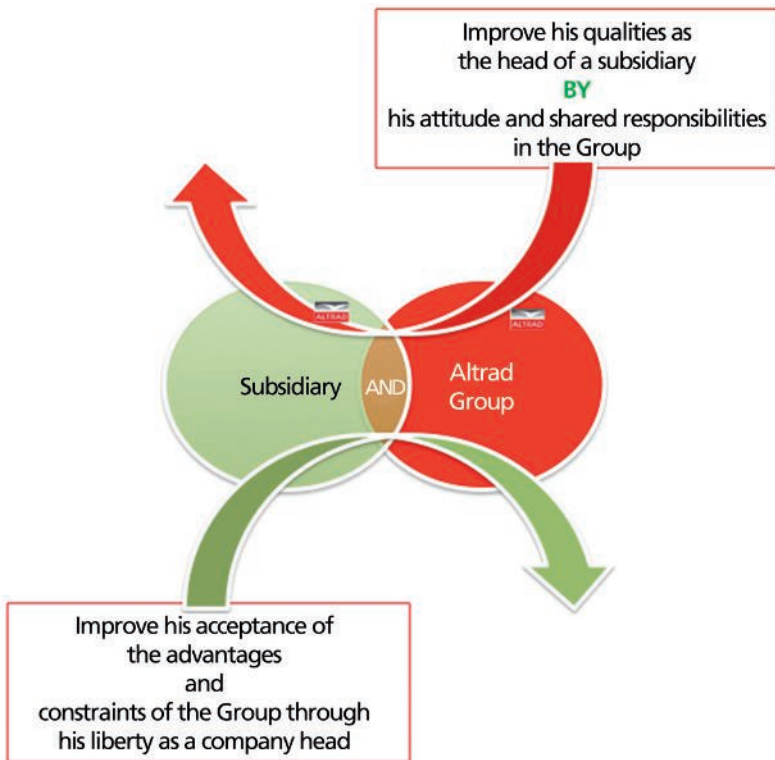 Improve his qualities as
the head of a subsidiary
BY
his attitude and shared responsibilities
in the Group
ALTRAD
ALTRAD
Subsidiary
AND
Altrad
Group
Improve his acceptance of
the advantages
and
constraints of the Group through
his liberty as a company head